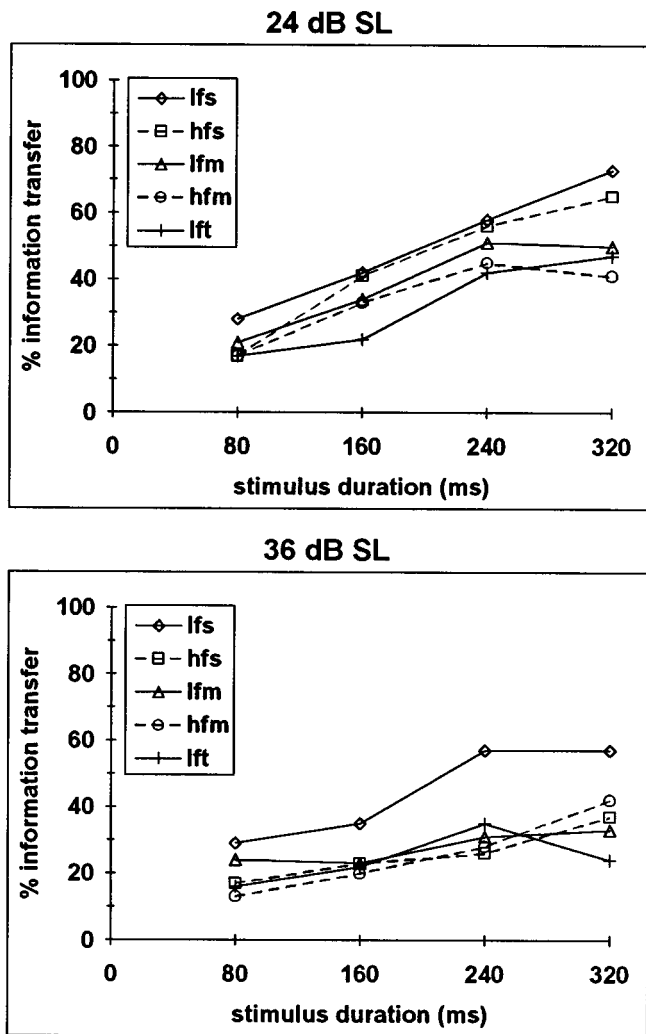 24 dB SL
100
80
60
40
20
0
% information transfer
lfs
hfs
lfm
hfm
lft
0 80 160 240 320
stimulus duration (ms)
36 dB SL
100
80
60
40
20
0
% information transfer
lfs
hfs
lfm
hfm
lft
0 80 160 240 320
stimulus duration (ms)